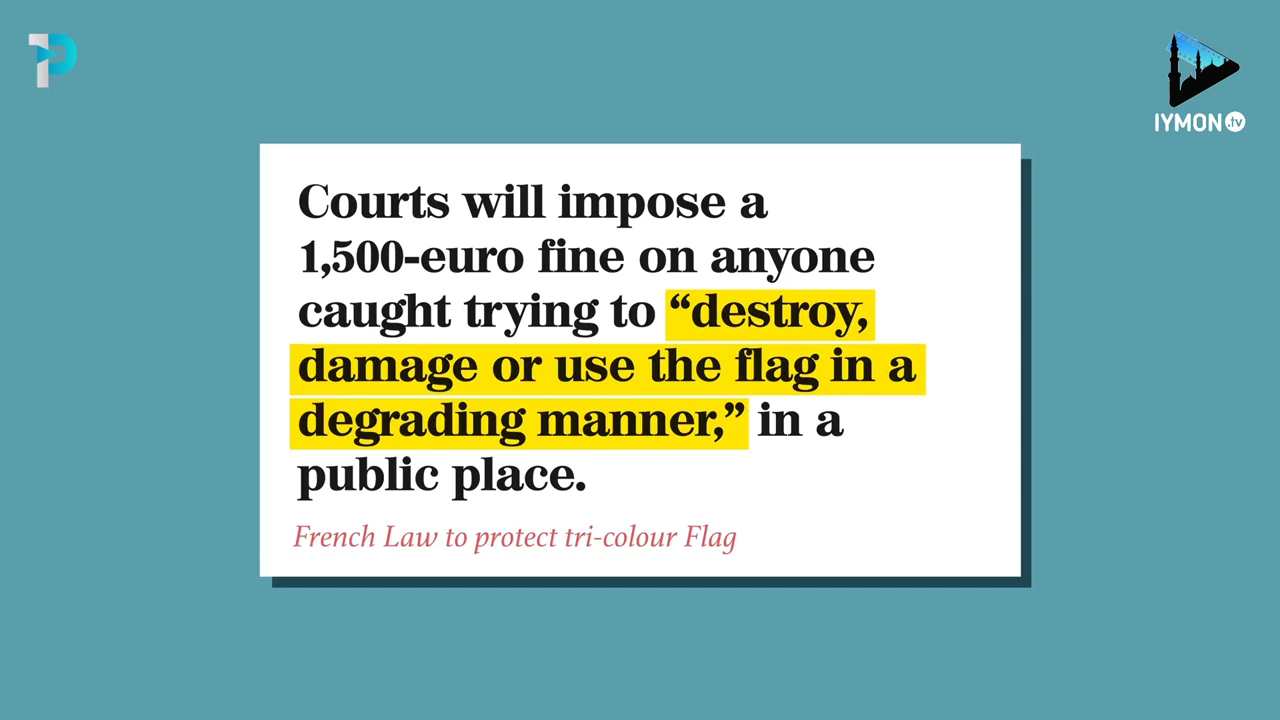 IYMON.tv
Courts will impose a
1,500-euro fine on anyone
caught trying to “destroy,
damage or use the flag in a
degrading manner,” in a
public place.
French Law to protect tri-colour Flag